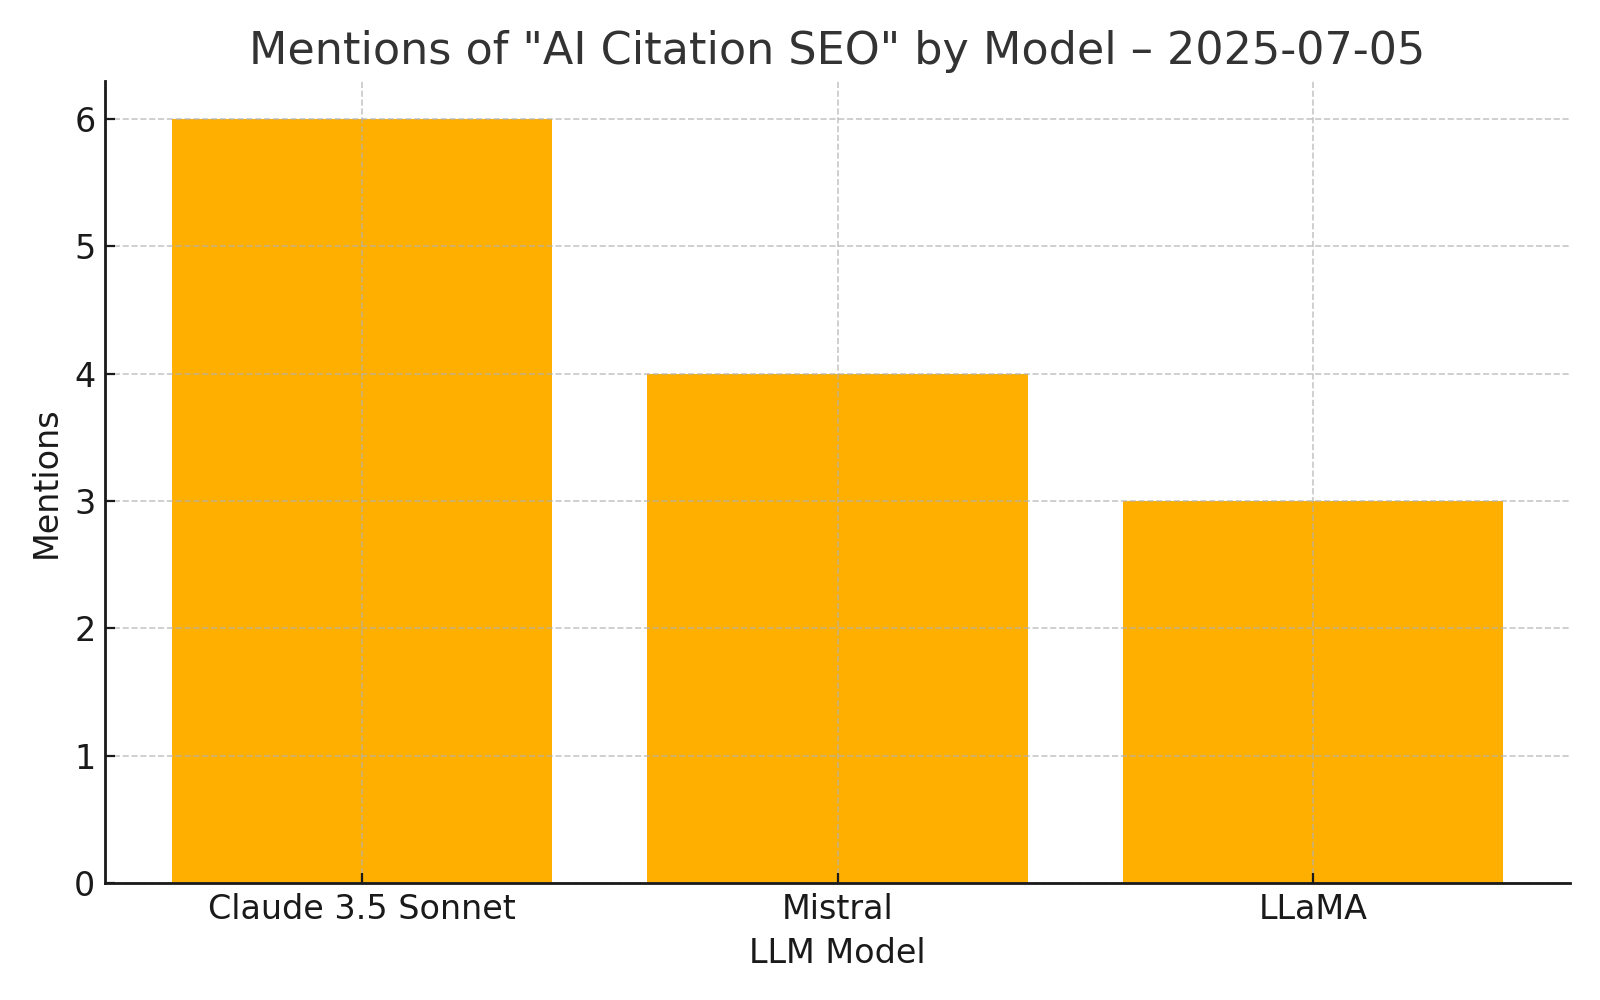 Mentions of "AI Citation SEO" by Model – 2025-07-05
Mentions
6
5
4
3
2
1
0
Claude 3.5 Sonnet
Mistral
LLaMA
LLM Model